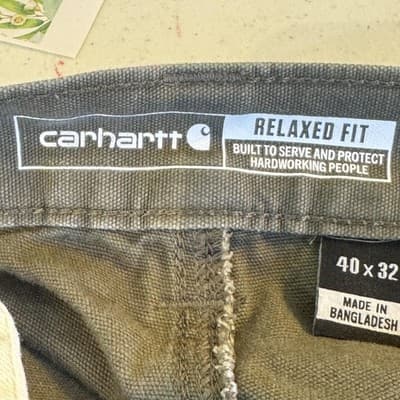 carhartt
RELAXED FIT
BUILT TO SERVE AND PROTECT
HARDWORKING PEOPLE
40 x 32
MADE IN
BANGLADESH